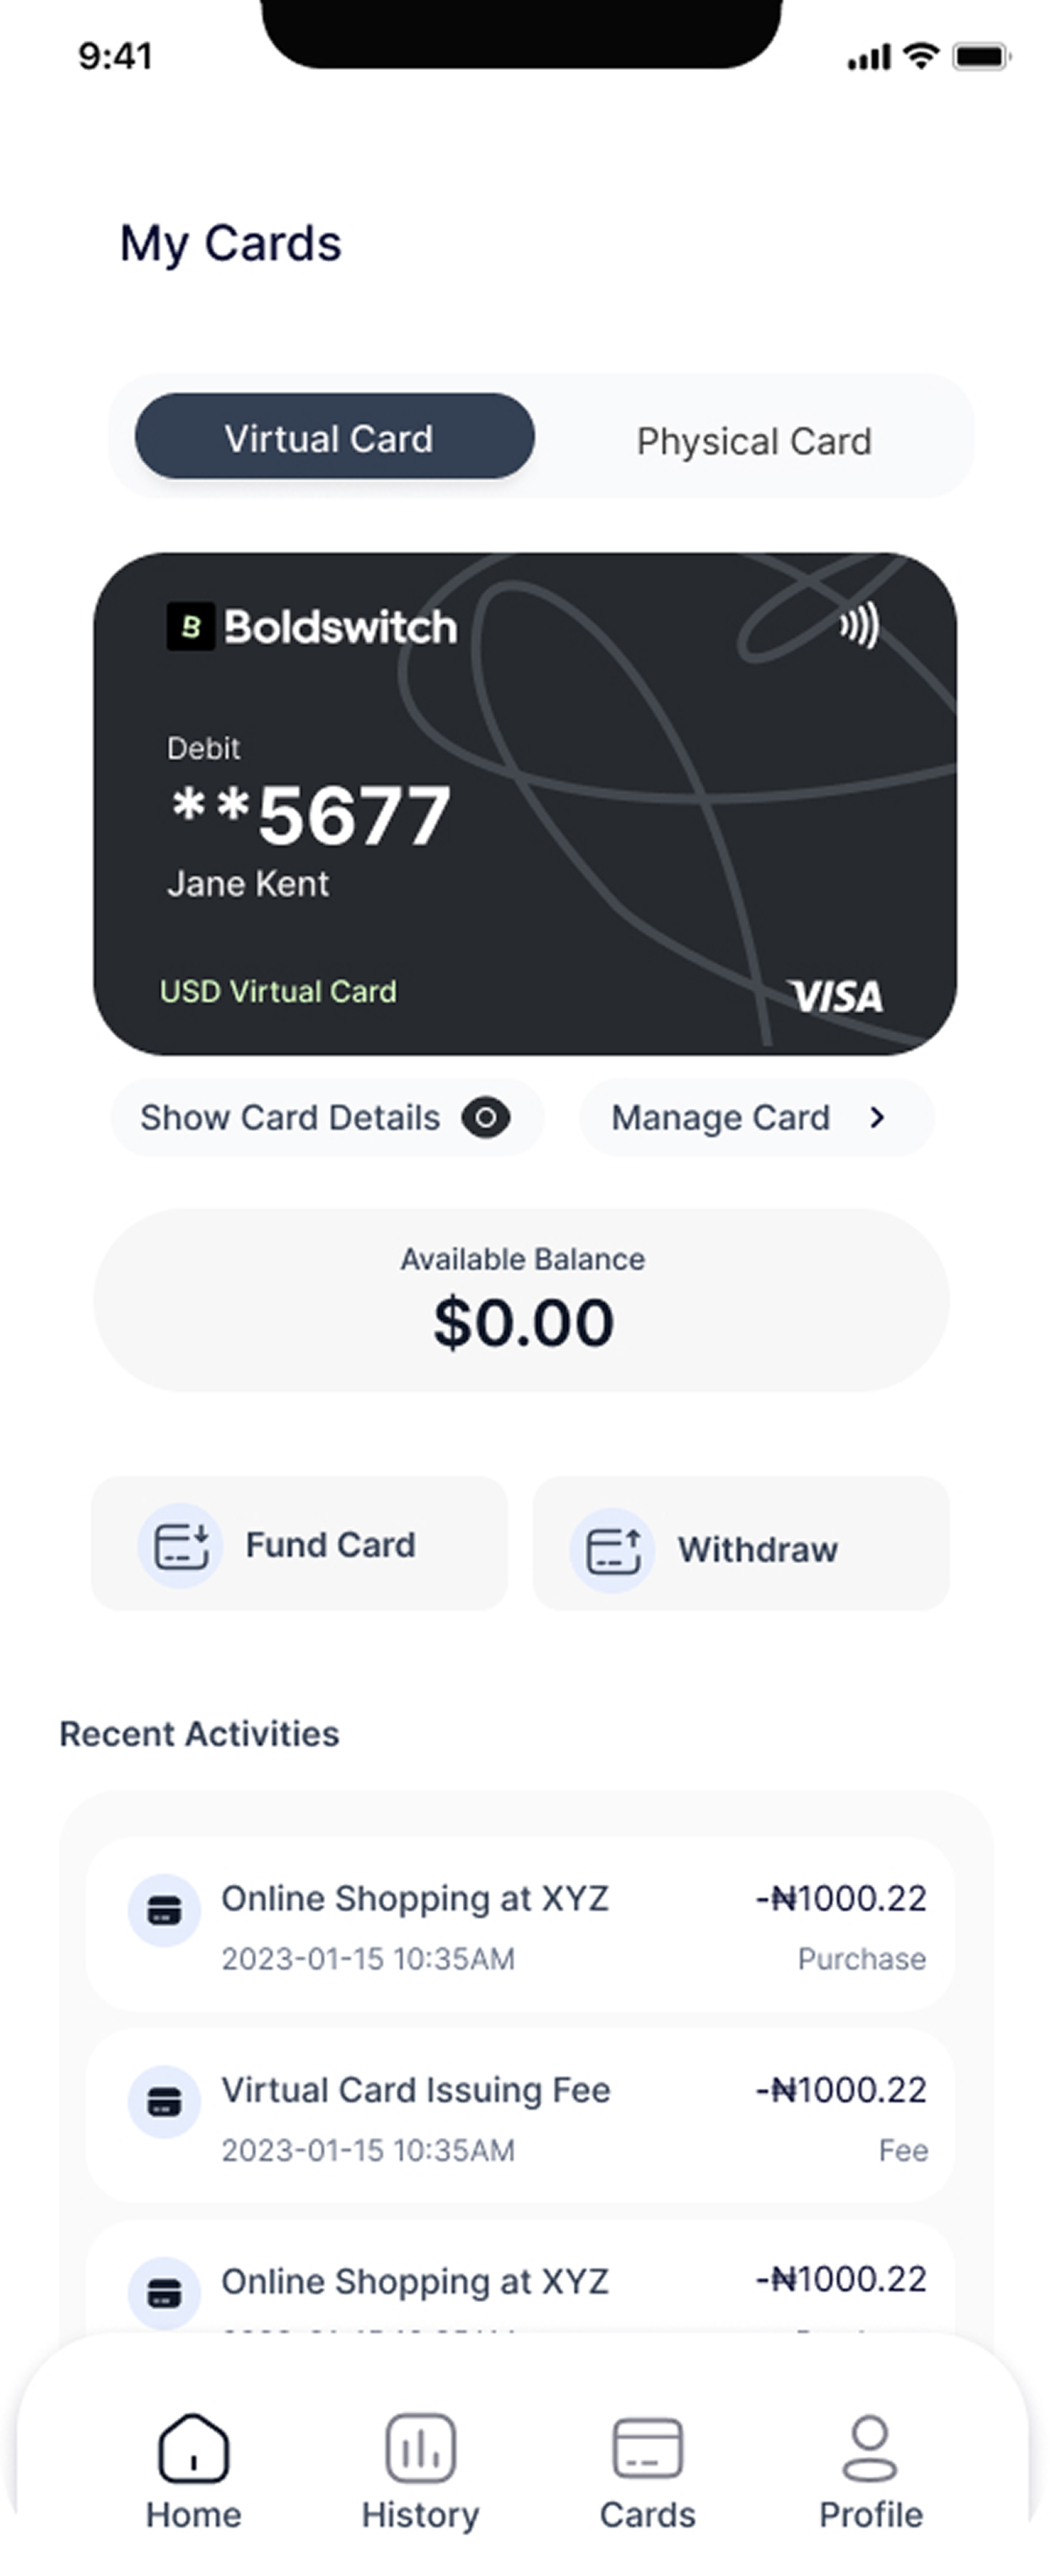 9:41
My Cards
Virtual Card Physical Card
B Boldswitch
Debit
**5677
Jane Kent
USD Virtual Card VISA
Show Card Details Manage Card
Available Balance
$0.00
Fund Card Withdraw
Recent Activities
Online Shopping at XYZ -₦1000.22
2023-01-15 10:35AM Purchase
Virtual Card Issuing Fee -₦1000.22
2023-01-15 10:35AM Fee
Online Shopping at XYZ -₦1000.22
Home History Cards Profile